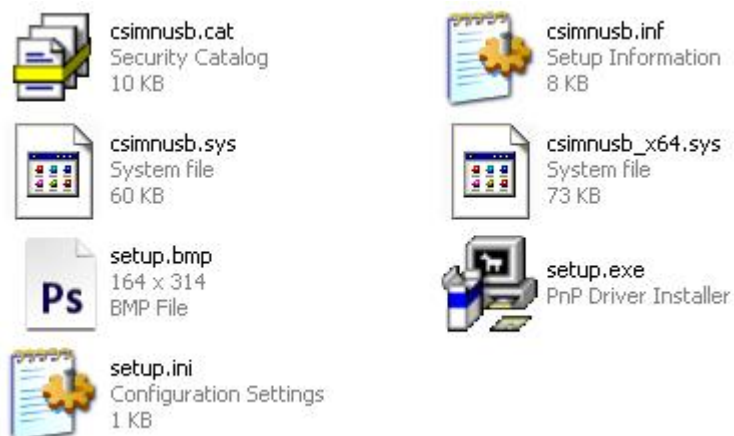 csimnusb.cat
Security Catalog
10 KB
csimnusb.inf
Setup Information
8 KB
csimnusb.sys
System file
60 KB
csimnusb_x64.sys
System file
73 KB
Ps
setup.bmp
164 x 314
BMP File
setup.exe
PnP Driver Installer
setup.ini
Configuration Settings
1 KB